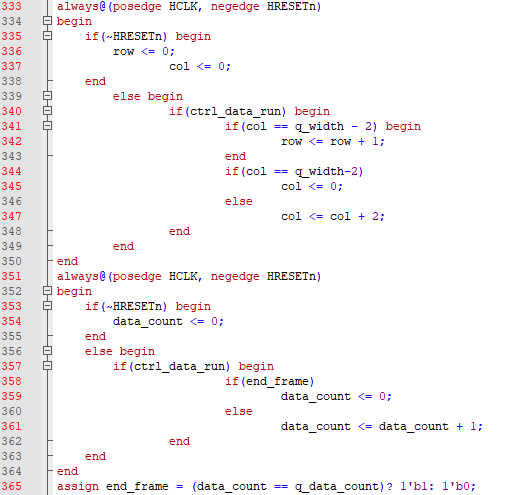 333 always@(posedge HCLK, negedge HRESETn)
334 begin
335 if(~HRESETn) begin
336 row <= 0;
337 col <= 0;
338 end
339 else begin
340 if(ctrl_data_run) begin
341 if(col == q_width - 2) begin
342 row <= row + 1;
343 end
344 if(col == q_width-2)
345 col <= 0;
346 else
347 col <= col + 2;
348 end
349 end
350 end
351 always@(posedge HCLK, negedge HRESETn)
352 begin
353 if(~HRESETn) begin
354 data_count <= 0;
355 end
356 else begin
357 if(ctrl_data_run) begin
358 if(end_frame)
359 data_count <= 0;
360 else
361 data_count <= data_count + 1;
362 end
363 end
364 end
365 assign end_frame = (data_count == q_data_count)? 1'b1: 1'b0;